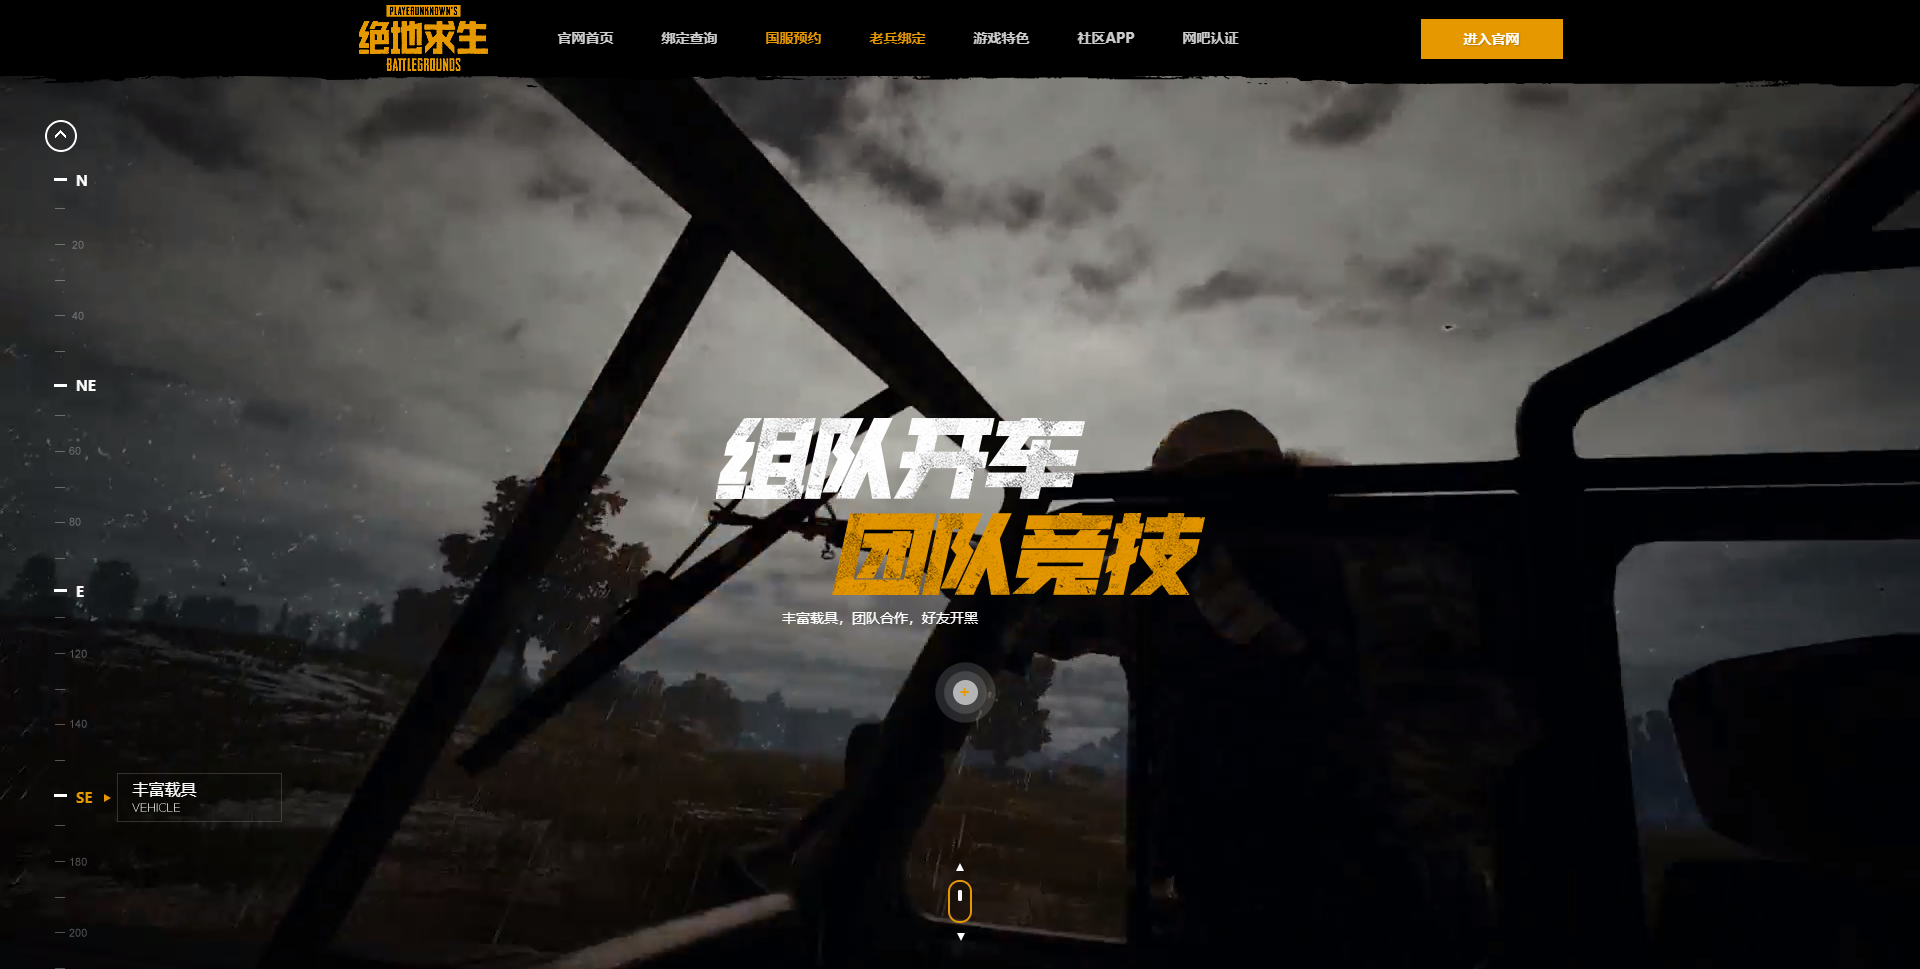 PLAYERUNKNOWN'S
绝地求生
BATTLEGROUNDS
官网首页 绑定查询 国服预约 老兵绑定 游戏特色 社区APP 网吧认证
进入官网
N
20
40
NE
60
80
E
120
140
SE
丰富载具
VEHICLE
180
200
组队开车
团队竞技
丰富载具，团队合作，好友开黑